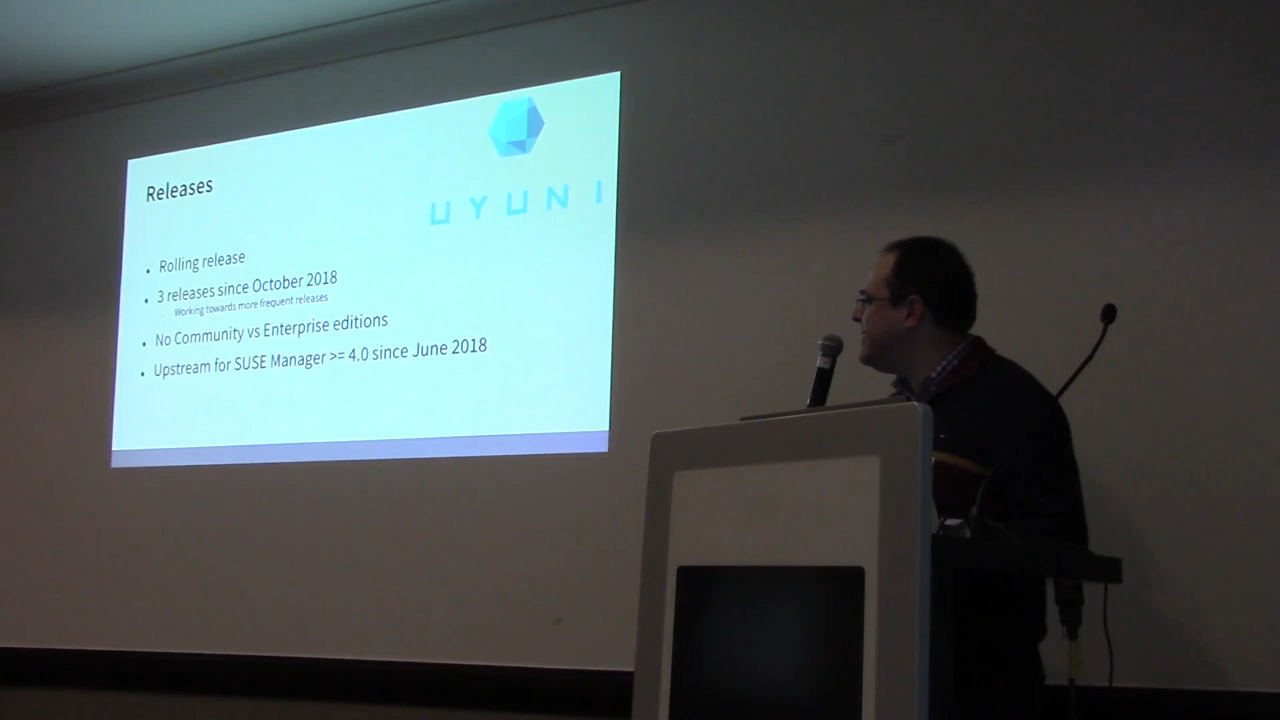 UYUNI
Releases
Rolling release
3 releases since October 2018
Working towards more frequent releases
No Community vs Enterprise editions
Upstream for SUSE Manager >= 4.0 since June 2018